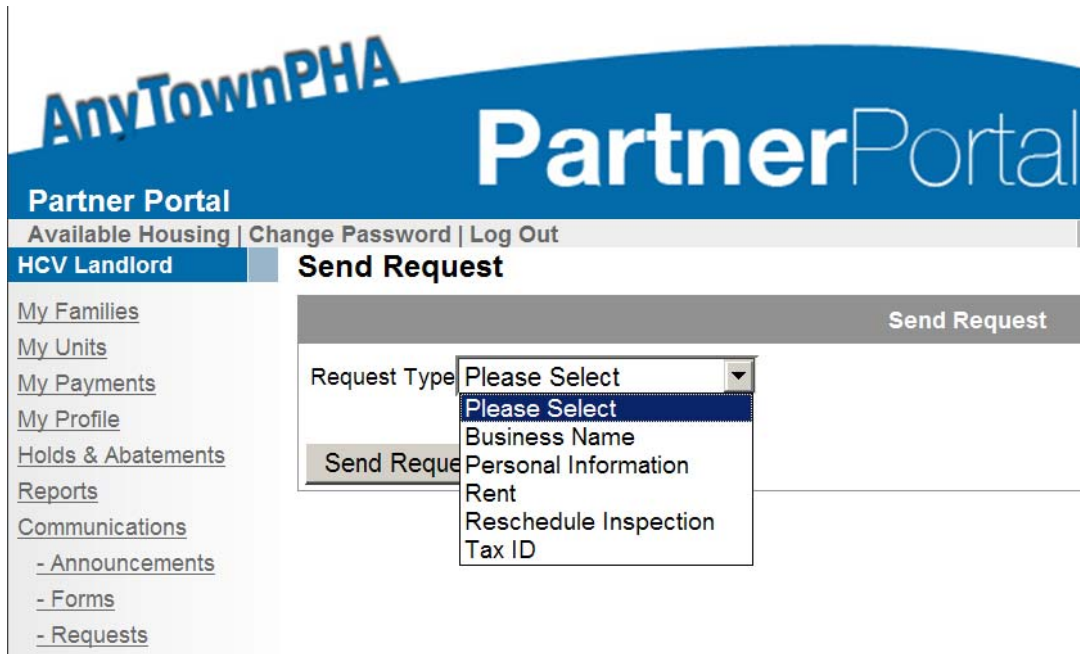 AnyTownPHA
PartnerPortal
Partner Portal
Available Housing | Change Password | Log Out
HCV Landlord
Send Request
My Families
My Units
My Payments
My Profile
Holds & Abatements
Reports
Communications
- Announcements
- Forms
- Requests
Send Request
Request Type Please Select
Please Select
Business Name
Personal Information
Rent
Reschedule Inspection
Tax ID
Send Reque